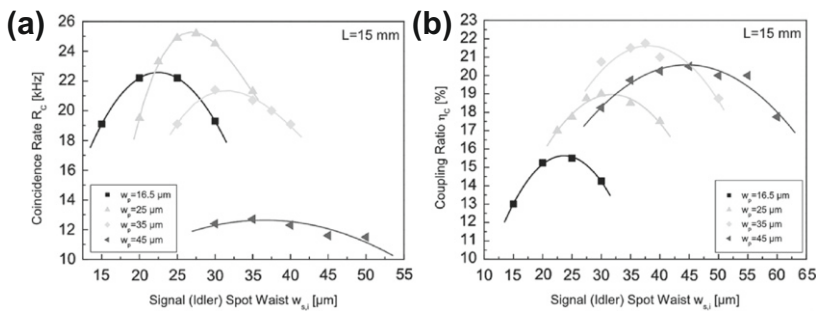 (a)
L=15 mm
Coincidence Rate R_C [kHz]
26
24
22
20
18
16
14
12
10
w_p=16.5 μm
w_p=25 μm
w_p=35 μm
w_p=45 μm
15 20 25 30 35 40 45 50 55
Signal (Idler) Spot Waist w_s,i [μm]
(b)
L=15 mm
Coupling Ratio η_C [%]
23
22
21
20
19
18
17
16
15
14
13
12
11
w_p=16.5 μm
w_p=25 μm
w_p=35 μm
w_p=45 μm
10 15 20 25 30 35 40 45 50 55 60 65
Signal (Idler) Spot Waist w_s,i [μm]